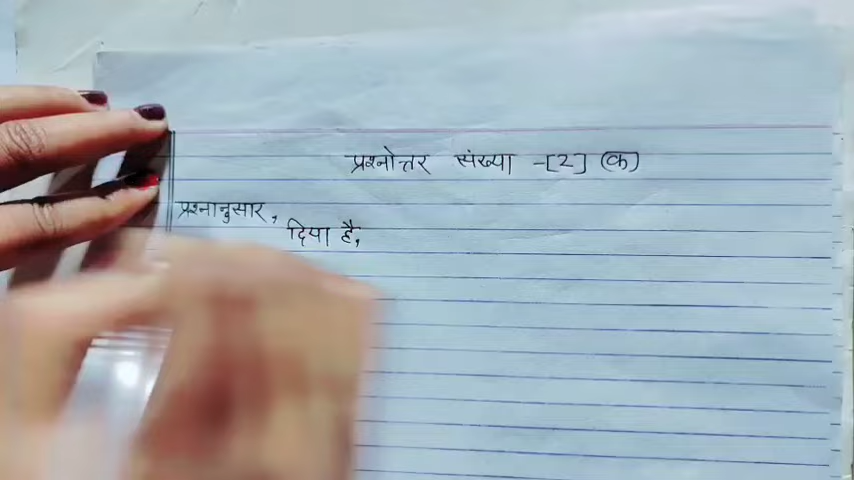 प्रश्नोत्तर संख्या -[2] (क)
प्रश्नानुसार,
दिया है,